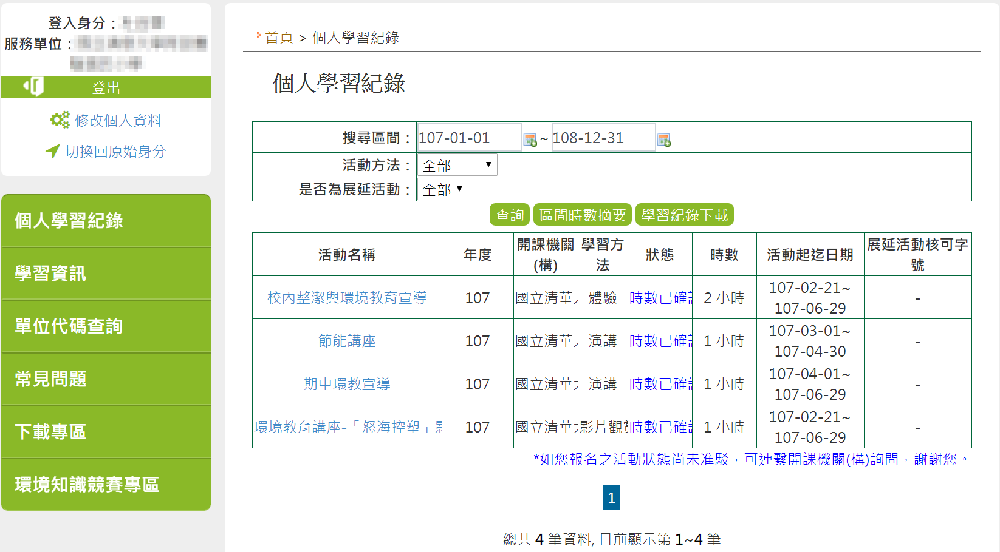 登入身分：
服務單位：
登出
修改個人資料
切換回原始身分
個人學習紀錄
學習資訊
單位代碼查詢
常見問題
下載專區
環境知識競賽專區
首頁 > 個人學習紀錄
個人學習紀錄
搜尋區間： 107-01-01 ~ 108-12-31
活動方法： 全部
是否為展延活動： 全部
查詢 區間時數摘要 學習紀錄下載
活動名稱 年度 開課機關(構) 學習方法 狀態 時數 活動起迄日期 展延活動核可字號
校內整潔與環境教育宣導 107 國立清華 體驗 時數已確 2 小時 107-02-21~ 107-06-29 -
節能講座 107 國立清華 演講 時數已確 1 小時 107-03-01~ 107-04-30 -
期中環教宣導 107 國立清華 演講 時數已確 1 小時 107-04-01~ 107-06-29 -
環境教育講座-「怒海控塑」影 107 國立清華 影片觀 時數已確 1 小時 107-02-21~ 107-06-29 -
*如您報名之活動狀態尚未准駁，可連繫開課機關(構)詢問，謝謝您。
1
總共 4 筆資料, 目前顯示第 1~4 筆